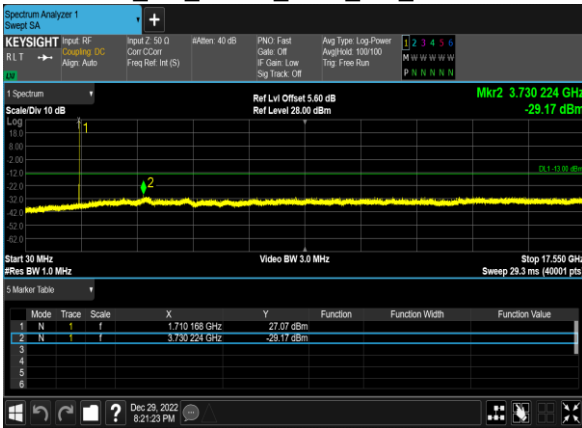 Spectrum Analyzer 1
Swept SA
KEYSIGHT Input: RF Input Z: 50 Ω #Atten: 40 dB PNO: Fast Avg Type: Log-Power 1 2 3 4 5 6
RLT Coupling: DC Corr CCorr Gate: Off Avg|Hold: 100/100 M W W W W W
Align: Auto Freq Ref: Int (S) IF Gain: Low Trig: Free Run
LU Sig Track: Off P N N N N N
1 Spectrum Ref Lvl Offset 5.60 dB Mkr2 3.730 224 GHz
Scale/Div 10 dB Ref Level 28.00 dBm -29.17 dBm
Log
18.0
8.00
-2.00
-12.0
-22.0
-32.0
-42.0
-52.0
-62.0
1
2
DL1 -13.00 dBm
Start 30 MHz Video BW 3.0 MHz Stop 17.550 GHz
#Res BW 1.0 MHz Sweep 29.3 ms (40001 pts
5 Marker Table
Mode Trace Scale X Y Function Function Width Function Value
1 N 1 f 1.710 168 GHz 27.07 dBm
2 N 1 f 3.730 224 GHz -29.17 dBm
3
4
5
6
? Dec 29, 2022
8:21:23 PM